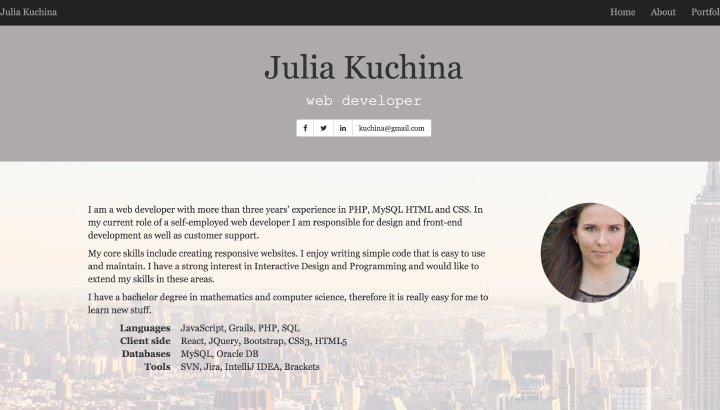 Julia Kuchina Home About Portfol
Julia Kuchina
web developer
kuchina@gmail.com
I am a web developer with more than three years' experience in PHP, MySQL HTML and CSS. In
my current role of a self-employed web developer I am responsible for design and front-end
development as well as customer support.
My core skills include creating responsive websites. I enjoy writing simple code that is easy to use
and maintain. I have a strong interest in Interactive Design and Programming and would like to
extend my skills in these areas.
I have a bachelor degree in mathematics and computer science, therefore it is really easy for me to
learn new stuff.
Languages JavaScript, Grails, PHP, SQL
Client side React, JQuery, Bootstrap, CSS3, HTML5
Databases MySQL, Oracle DB
Tools SVN, Jira, IntelliJ IDEA, Brackets